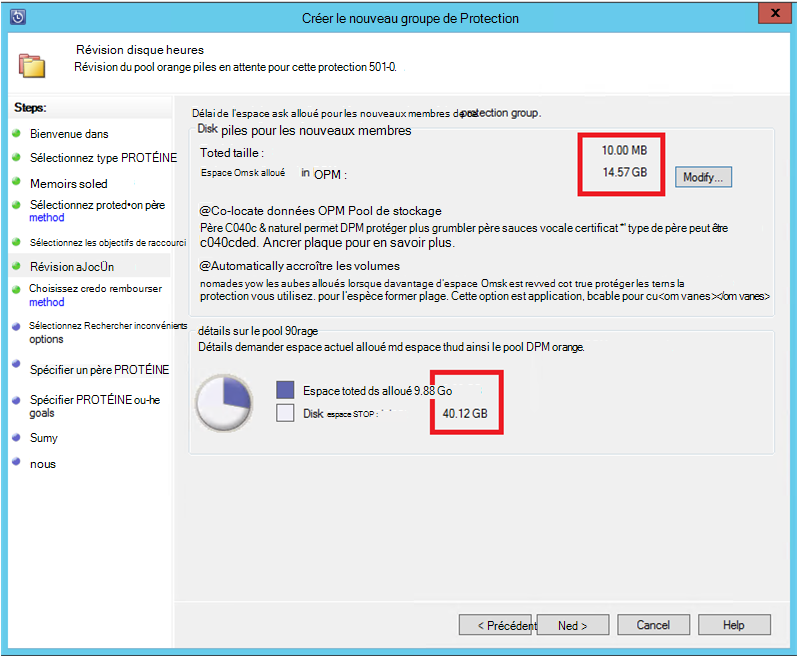 Créer le nouveau groupe de Protection
x
Révision disque heures
Révision du pool orange piles en attente pour cette protection 501-0.
Steps:
Bienvenue dans
Sélectionnez type PROTÉINE
Memoirs soled
Sélectionnez proted•on père
method
Sélectionnez les objectifs de raccourci
Révision aJocÜn
Choisissez credo rembourser
method
Sélectionnez Rechercher inconvénients
options
Spécifier un père PROTÉINE
Spécifier PROTÉINE ou-he
goals
Sumy
nous
Délai de l'espace ask alloué pour les nouveaux membres de protection group.
Disk piles pour les nouveaux membres
Toted taille : 10.00 MB
Espace Omsk alloué in OPM : 14.57 GB
Modify...
@Co-locate données OPM Pool de stockage
Père C040c & naturel permet DPM protéger plus grumbler père sauces vocale certificat *' type de père peut être
c040cded. Ancrer plaque pour en savoir plus.
@Automatically accroître les volumes
nomades yow les aubes alloués lorsque davantage d'espace Omsk est revved cot true protéger les tems la
protection vous utilisez. pour l'espèce former plage. Cette option est application, bcable pour cu<om vanes></om vanes>
détails sur le pool 90rage
Détails demander espace actuel alloué md espace thud ainsi le pool DPM orange.
Espace toted ds alloué 9.88 Go
Disk espace STOP : 40.12 GB
< Précédent
Ned >
Cancel
Help